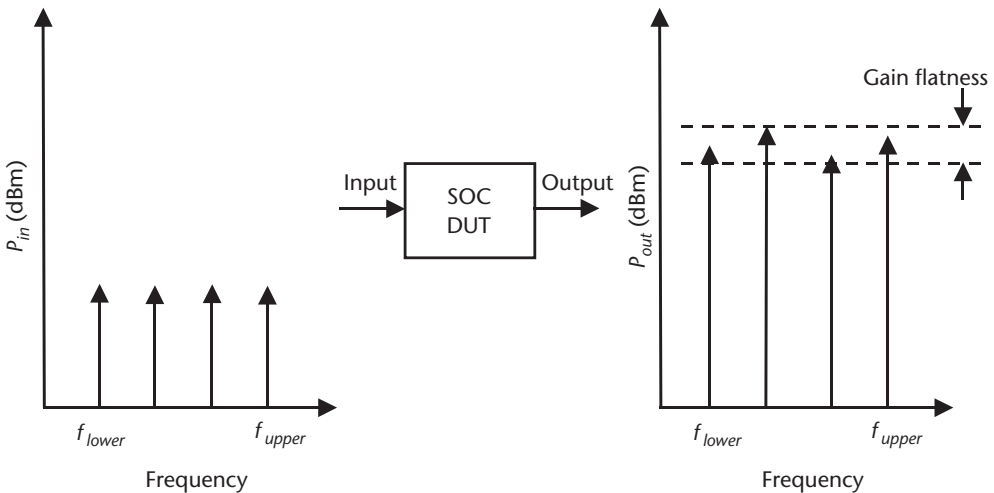 P_in (dBm)
f_lower
f_upper
Frequency
Input
SOC
DUT
Output
Gain flatness
P_out (dBm)
f_lower
f_upper
Frequency